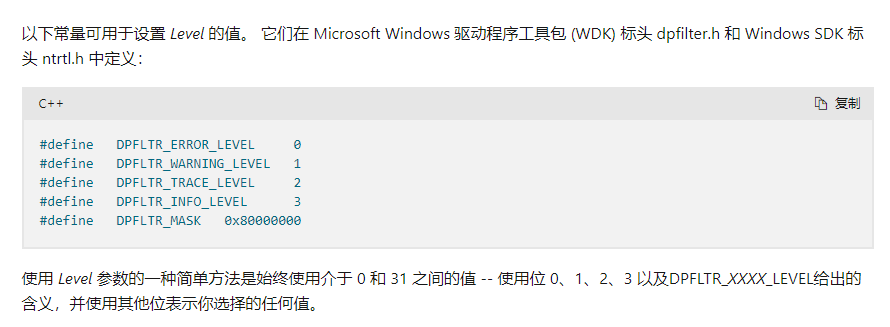 以下常量可用于设置 Level 的值。 它们在 Microsoft Windows 驱动程序工具包 (WDK) 标头 dpfilter.h 和 Windows SDK 标
头 ntrtl.h 中定义：
C++ 复制
#define   DPFLTR_ERROR_LEVEL     0
#define   DPFLTR_WARNING_LEVEL   1
#define   DPFLTR_TRACE_LEVEL     2
#define   DPFLTR_INFO_LEVEL      3
#define   DPFLTR_MASK   0x80000000
使用 Level 参数的一种简单方法是始终使用介于 0 和 31 之间的值 -- 使用位 0、1、2、3 以及DPFLTR_XXXX_LEVEL给出的
含义，并使用其他位表示你选择的任何值。